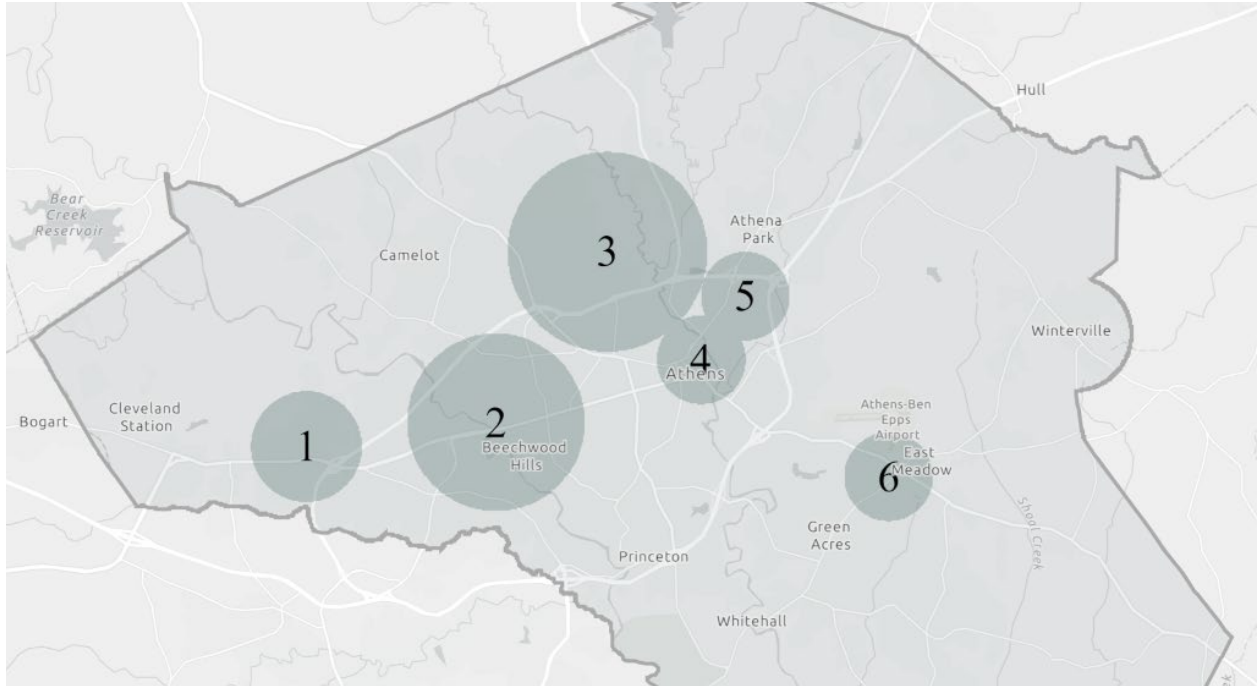 Hull
Bear
Creek
Reservoir
Athena
Park
Camelot
3
5
Winterville
4
Athens
Cleveland
Station
Bogart
Athens-Ben
Epps
Airport
1
2
Beechwood
Hills
East
Meadow
6
Shoal Creek
Green
Acres
Princeton
Whitehall